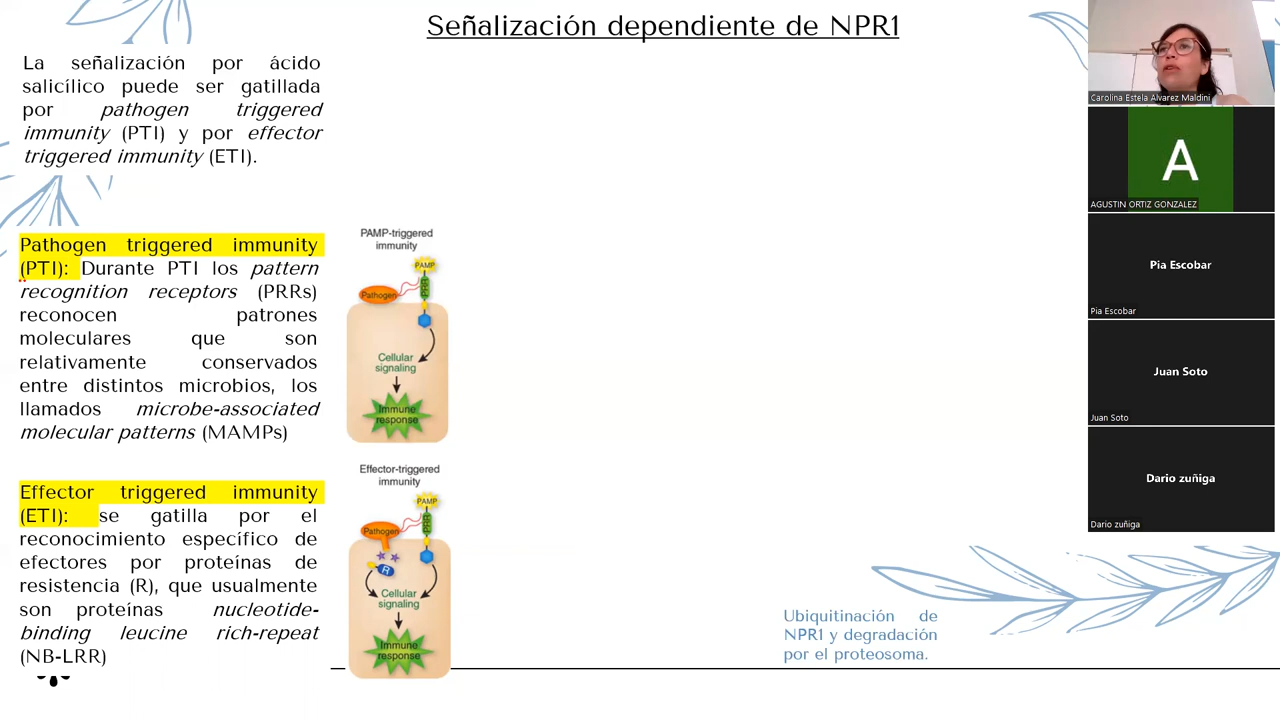 Señalización dependiente de NPR1
La señalización por ácido
salicílico puede ser gatillada
por pathogen triggered
immunity (PTI) y por effector
triggered immunity (ETI).
Pathogen triggered immunity
(PTI): Durante PTI los pattern
recognition receptors (PRRs)
reconocen patrones
moleculares que son
relativamente conservados
entre distintos microbios, los
llamados microbe-associated
molecular patterns (MAMPs)
Effector triggered immunity
(ETI): se gatilla por el
reconocimiento específico de
efectores por proteínas de
resistencia (R), que usualmente
son proteínas nucleotide-
binding leucine rich-repeat
(NB-LRR)
PAMP-triggered
immunity
PAMP
PRR
Pathogen
Cellular
signaling
Immune
response
Effector-triggered
immunity
PAMP
PRR
Pathogen
R
Cellular
signaling
Immune
response
Ubiquitinación de
NPR1 y degradación
por el proteosoma.
Carolina Estela Alvarez Maldini
A
AGUSTIN ORTIZ GONZALEZ
Pia Escobar
Pia Escobar
Juan Soto
Juan Soto
Dario zuñiga
Dario zuñiga